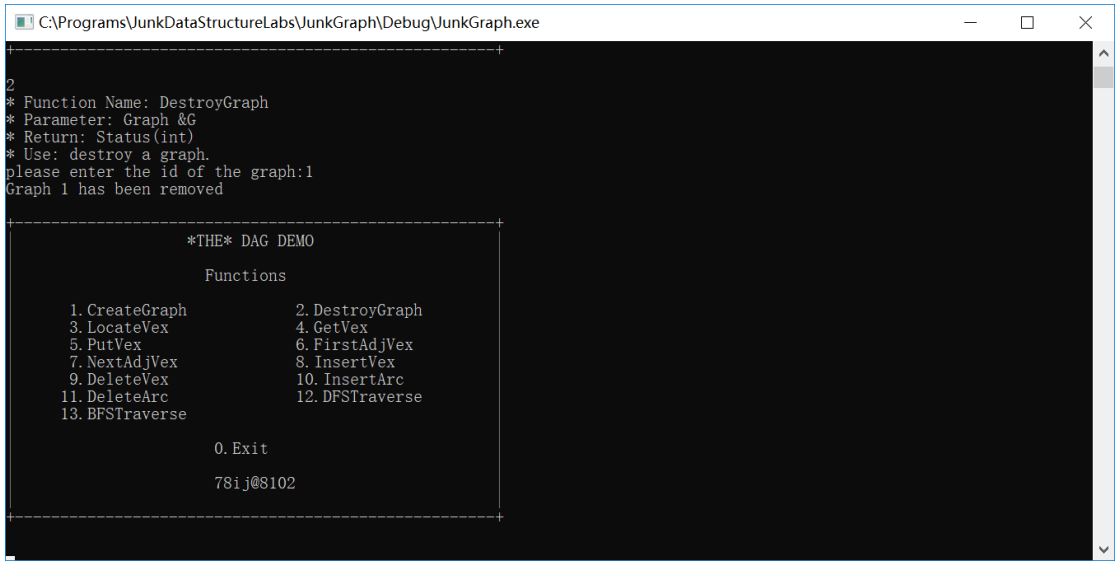 C:\Programs\JunkDataStructureLabs\JunkGraph\Debug\JunkGraph.exe
+-----------------------------------------------------+
2
* Function Name: DestroyGraph
* Parameter: Graph &G
* Return: Status(int)
* Use: destroy a graph.
please enter the id of the graph:1
Graph 1 has been removed
+-----------------------------------------------------+
*THE* DAG DEMO
Functions
1.CreateGraph 2.DestroyGraph
3.LocateVex 4.GetVex
5.PutVex 6.FirstAdjVex
7.NextAdjVex 8.InsertVex
9.DeleteVex 10.InsertArc
11.DeleteArc 12.DFSTraverse
13.BFSTraverse
0.Exit
78ij@8102
+-----------------------------------------------------+